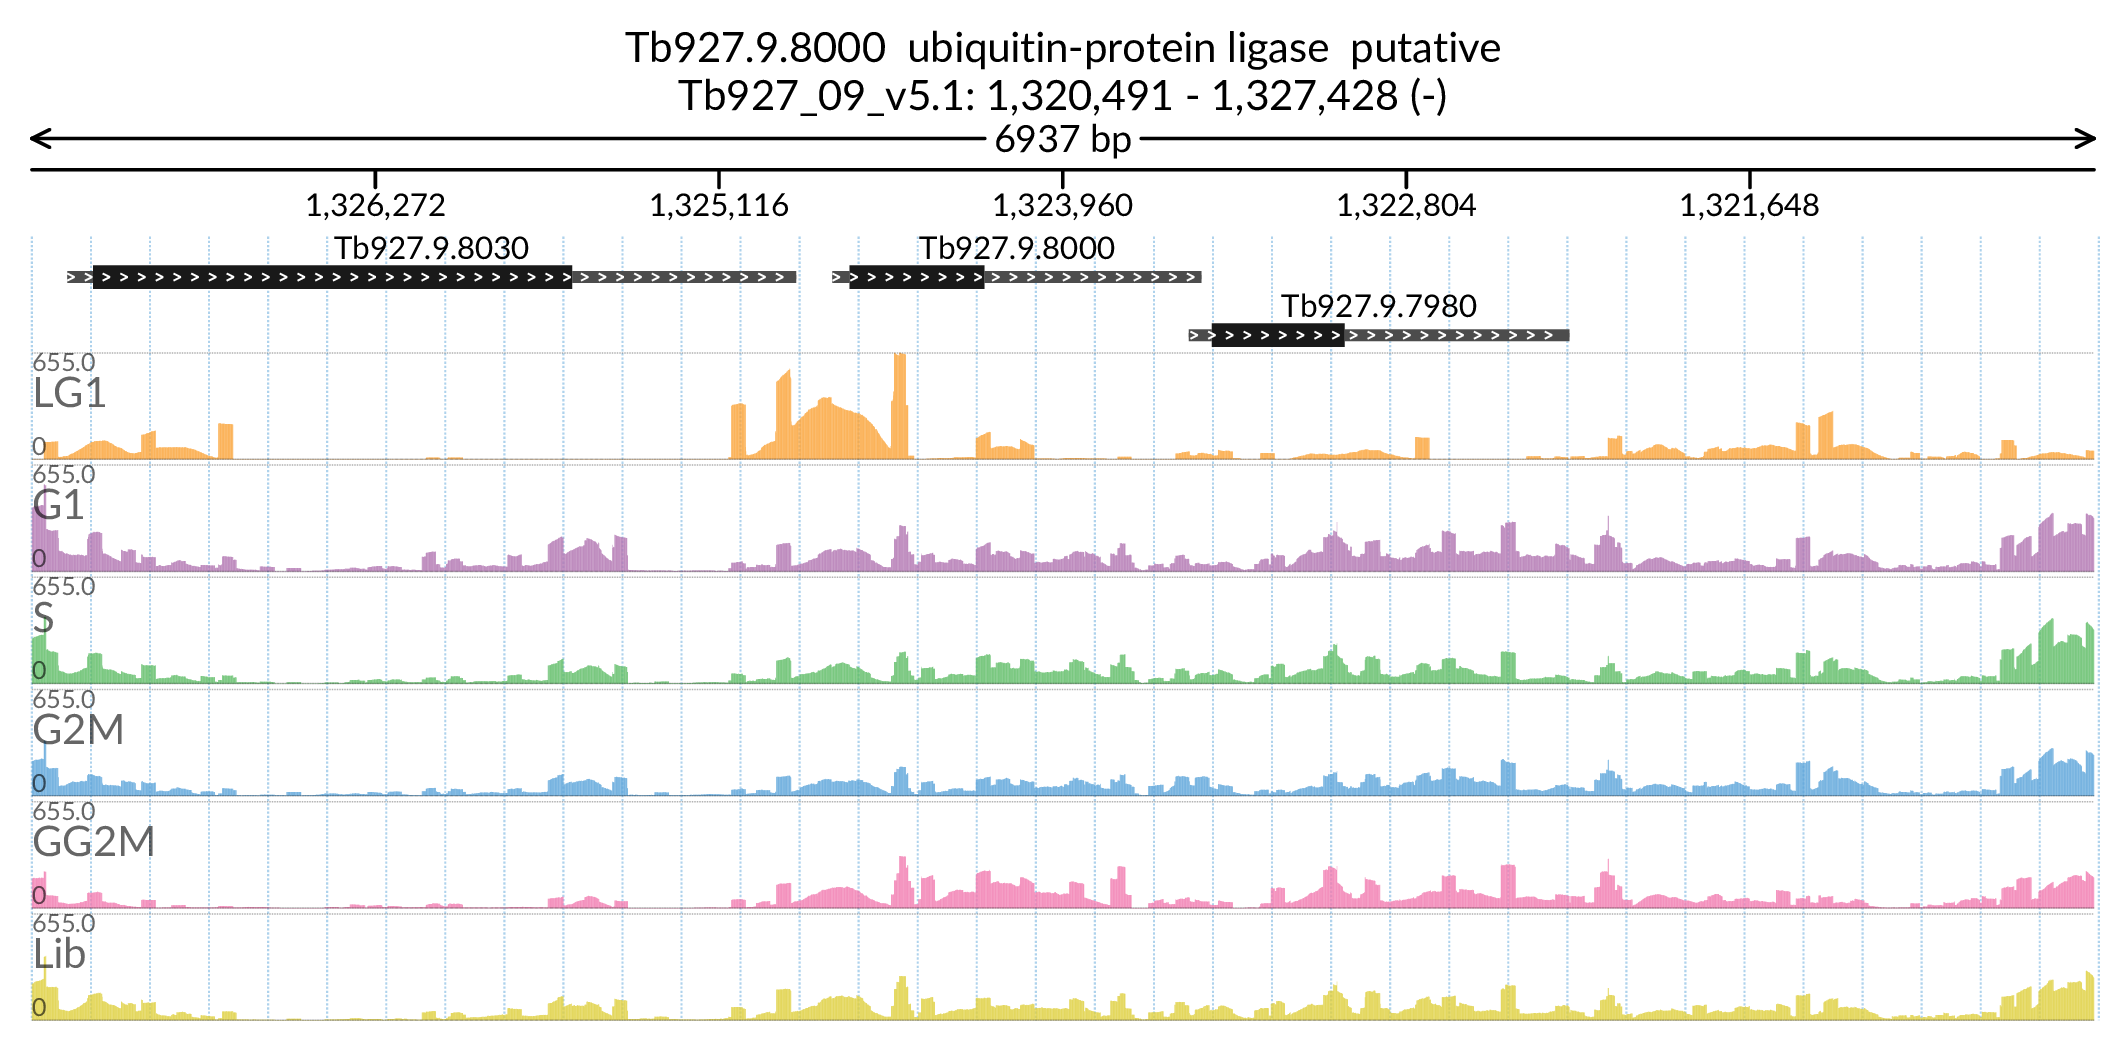 Tb927.9.8000  ubiquitin-protein ligase  putative
Tb927_09_v5.1: 1,320,491 - 1,327,428 (-)
6937 bp
1,326,272 1,325,116 1,323,960 1,322,804 1,321,648
Tb927.9.8030 Tb927.9.8000
Tb927.9.7980
655.0
LG1
0
655.0
G1
0
655.0
S
0
655.0
G2M
0
655.0
GG2M
0
655.0
Lib
0